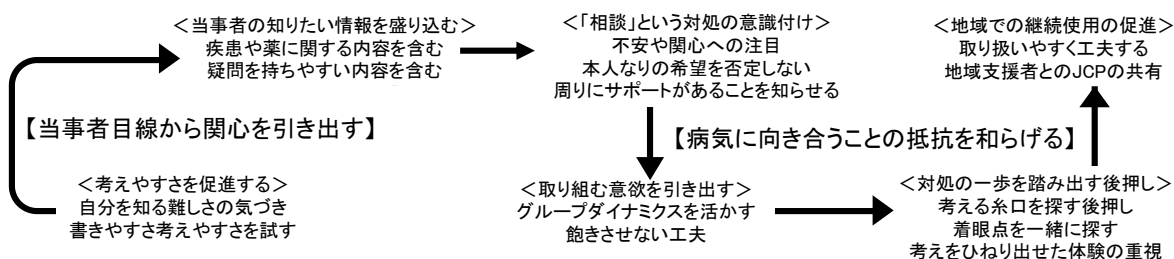 ＜当事者の知りたい情報を盛り込む＞
疾患や薬に関する内容を含む
疑問を持ちやすい内容を含む
＜「相談」という対処の意識付け＞
不安や関心への注目
本人なりの希望を否定しない
周りにサポートがあることを知らせる
＜地域での継続使用の促進＞
取り扱いやすく工夫する
地域支援者とのJCPの共有
【当事者目線から関心を引き出す】
【病気に向き合うことの抵抗を和らげる】
＜考えやすさを促進する＞
自分を知る難しさの気づき
書きやすさ考えやすさを試す
＜取り組む意欲を引き出す＞
グループダイナミクスを活かす
飽きさせない工夫
＜対処の一歩を踏み出す後押し＞
考える糸口を探す後押し
着眼点を一緒に探す
考えをひねり出せた体験の重視